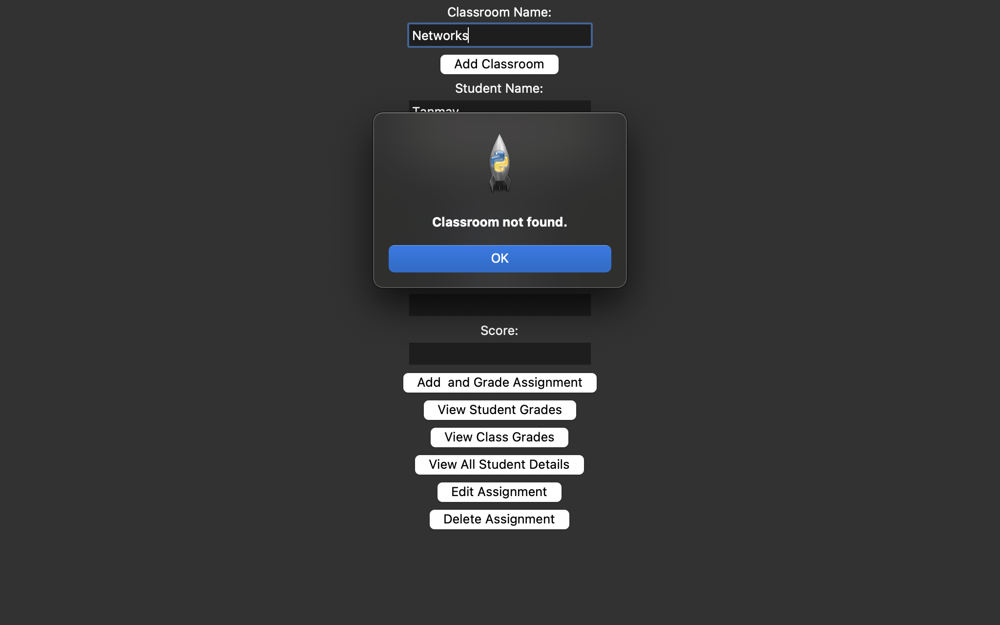 Classroom Name:
Networks
Add Classroom
Student Name:
Tanmay
Classroom not found.
OK
Score:
Add  and Grade Assignment
View Student Grades
View Class Grades
View All Student Details
Edit Assignment
Delete Assignment